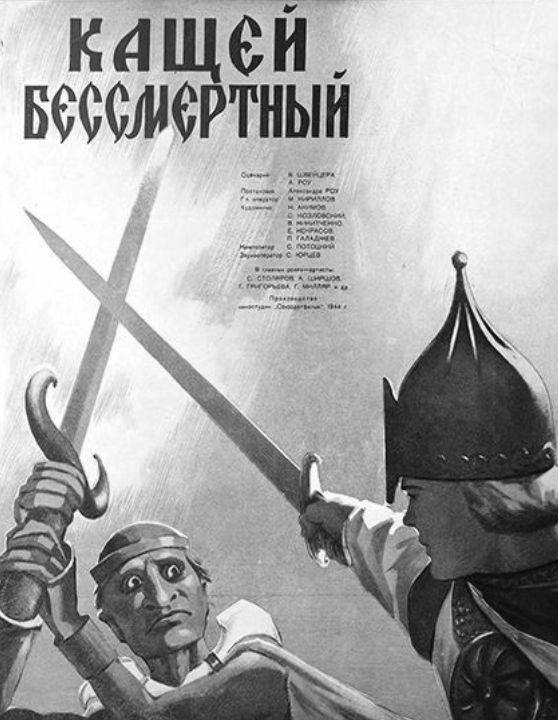 КАЩЕЙ
БЕССМЕРТНЫЙ
Сценарий В. ШВЕЙЦЕРА
А. РОУ
Постановка Александра РОУ
Гл. оператор М. КИРИЛЛОВ
Художники: Н. АКИМОВ,
С. КОЗЛОВСКИЙ,
В. НИКИТЧЕНКО,
Е. НЕКРАСОВ,
П. ГАЛАДЖЕВ
Композитор С. ПОТОЦКИЙ
Звукооператор С. ЮРЦЕВ
В главных ролях артисты:
С. СТОЛЯРОВ, А. ШИРШОВ,
Г. ГРИГОРЬЕВА, Г. МИЛЛЯР и др.
Производство
киностудии „Союздетфильм", 1944 г.